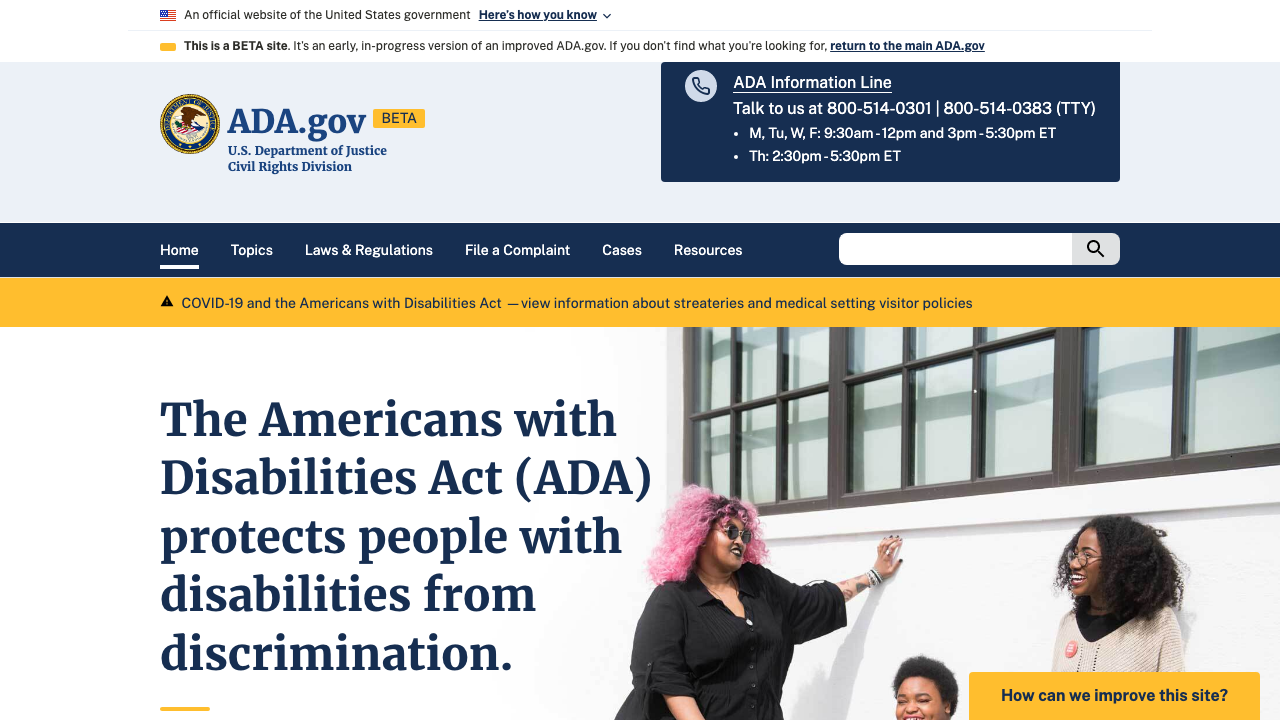 An official website of the United States government Here's how you know
This is a BETA site. It's an early, in-progress version of an improved ADA.gov. If you don't find what you're looking for, return to the main ADA.gov
ADA.gov BETA
U.S. Department of Justice
Civil Rights Division
ADA Information Line
Talk to us at 800-514-0301 | 800-514-0383 (TTY)
• M, Tu, W, F: 9:30am - 12pm and 3pm - 5:30pm ET
• Th: 2:30pm - 5:30pm ET
Home Topics Laws & Regulations File a Complaint Cases Resources
COVID-19 and the Americans with Disabilities Act — view information about streateries and medical setting visitor policies
The Americans with
Disabilities Act (ADA)
protects people with
disabilities from
discrimination.
How can we improve this site?